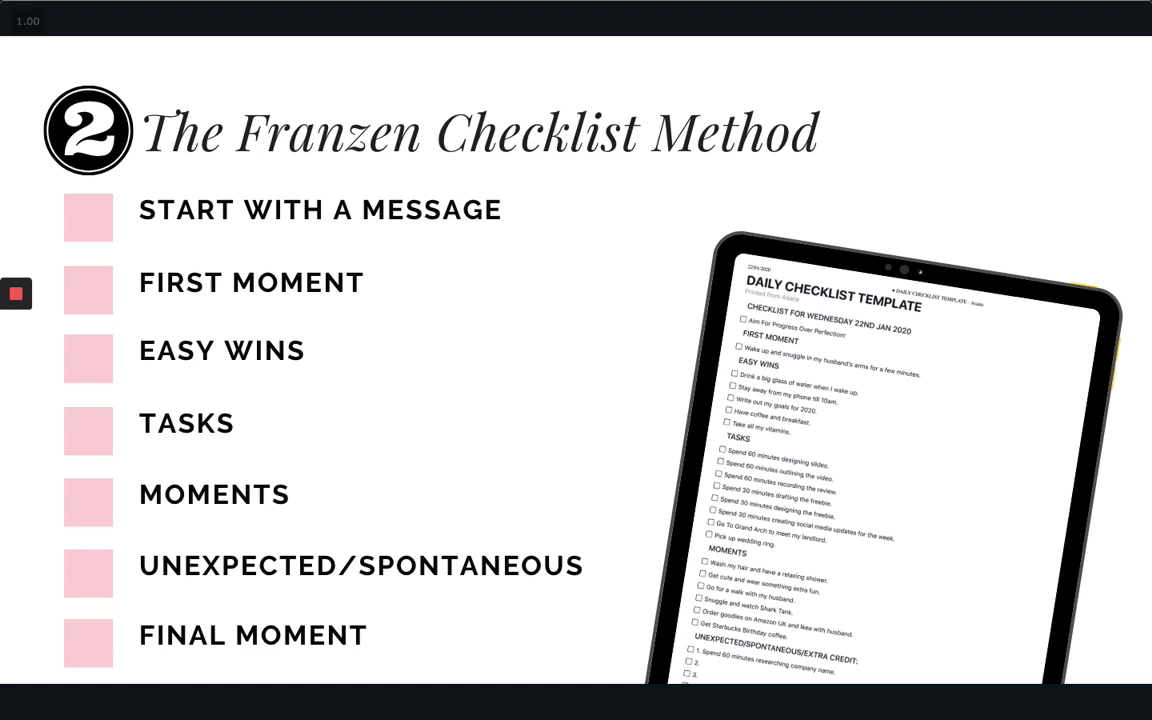 1.00
2 The Franzen Checklist Method
START WITH A MESSAGE
FIRST MOMENT
EASY WINS
TASKS
MOMENTS
UNEXPECTED/SPONTANEOUS
FINAL MOMENT
22/01/2020
DAILY CHECKLIST TEMPLATE - Asana
DAILY CHECKLIST TEMPLATE
Printed from Asana
CHECKLIST FOR WEDNESDAY 22ND JAN 2020
Aim For Progress Over Perfection!
FIRST MOMENT
Wake up and snuggle in my husband's arms for a few minutes.
EASY WINS
Drink a big glass of water when I wake up.
Stay away from my phone till 10am.
Write out my goals for 2020.
Have coffee and breakfast.
Take all my vitamins.
TASKS
Spend 60 minutes designing slides.
Spend 60 minutes outlining the video.
Spend 60 minutes recording the review.
Spend 30 minutes drafting the freebie.
Spend 30 minutes designing the freebie.
Spend 30 minutes creating social media updates for the week.
Go To Grand Arch to meet my landlord.
Pick up wedding ring.
MOMENTS
Wash my hair and have a relaxing shower.
Get cute and wear something extra fun.
Go for a walk with my husband.
Snuggle and watch Shark Tank.
Order goodies on Amazon UK and Ikea with husband.
Get Starbucks Birthday coffee.
UNEXPECTED/SPONTANEOUS/EXTRA CREDIT:
1. Spend 60 minutes researching company name.
2.
3.